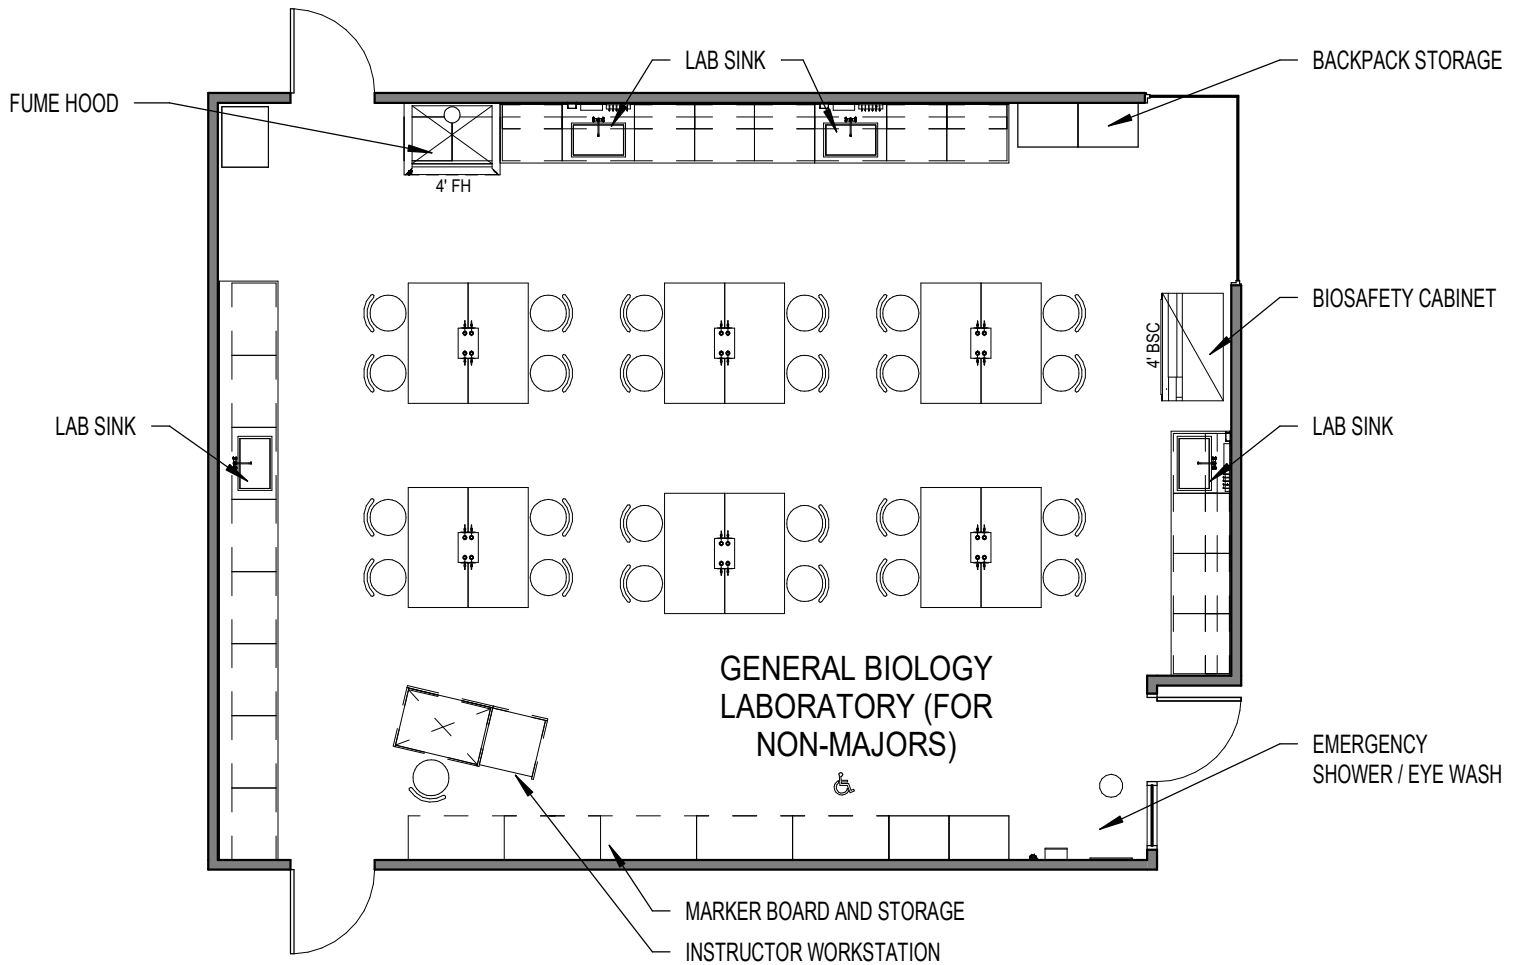 LAB SINK
BACKPACK STORAGE
FUME HOOD
4' FH
BIOSAFETY CABINET
4' BSC
LAB SINK
LAB SINK
GENERAL BIOLOGY
LABORATORY (FOR
NON-MAJORS)
EMERGENCY
SHOWER / EYE WASH
MARKER BOARD AND STORAGE
INSTRUCTOR WORKSTATION